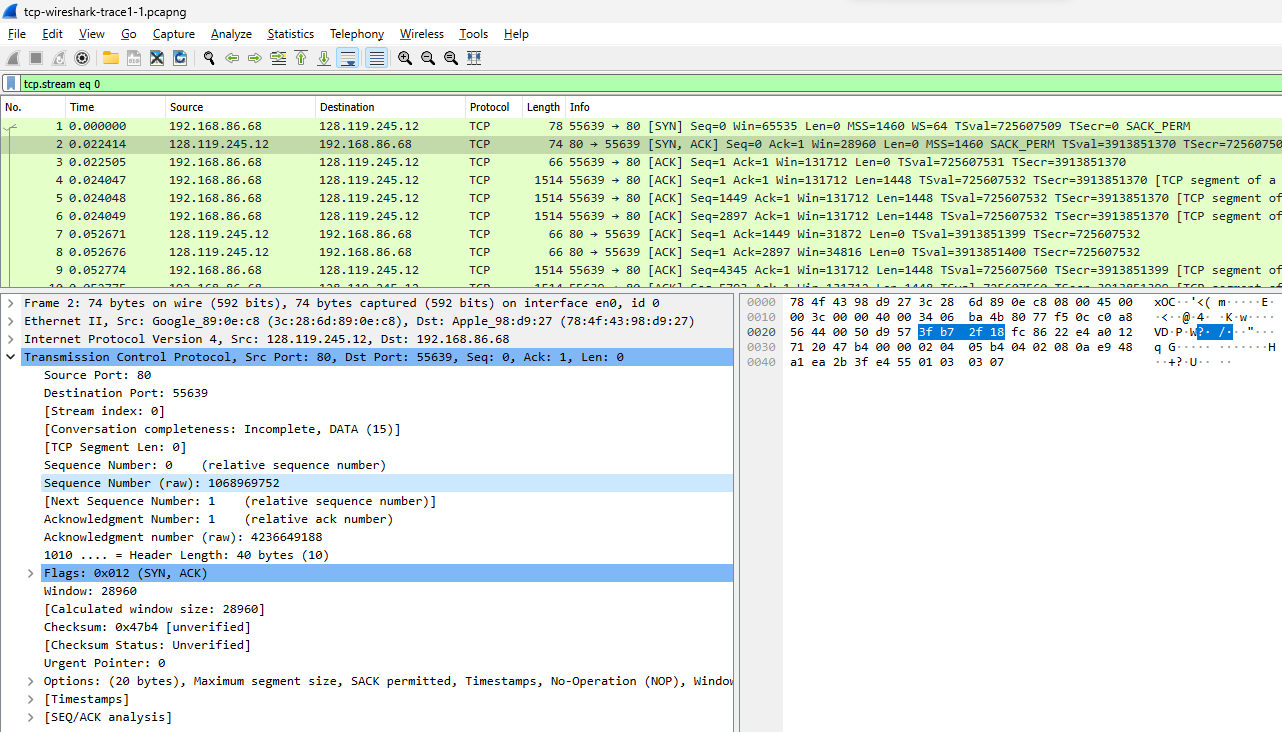 tcp-wireshark-trace1-1.pcapng
File Edit View Go Capture Analyze Statistics Telephony Wireless Tools Help
tcp.stream eq 0
No. Time Source Destination Protocol Length Info
1 0.000000 192.168.86.68 128.119.245.12 TCP 78 55639 → 80 [SYN] Seq=0 Win=65535 Len=0 MSS=1460 WS=64 TSval=725607509 TSecr=0 SACK_PERM
2 0.022414 128.119.245.12 192.168.86.68 TCP 74 80 → 55639 [SYN, ACK] Seq=0 Ack=1 Win=28960 Len=0 MSS=1460 SACK_PERM TSval=3913851370 TSecr=72560750
3 0.022505 192.168.86.68 128.119.245.12 TCP 66 55639 → 80 [ACK] Seq=1 Ack=1 Win=131712 Len=0 TSval=725607531 TSecr=3913851370
4 0.024047 192.168.86.68 128.119.245.12 TCP 1514 55639 → 80 [ACK] Seq=1 Ack=1 Win=131712 Len=1448 TSval=725607532 TSecr=3913851370 [TCP segment of a
5 0.024048 192.168.86.68 128.119.245.12 TCP 1514 55639 → 80 [ACK] Seq=1449 Ack=1 Win=131712 Len=1448 TSval=725607532 TSecr=3913851370 [TCP segment of
6 0.024049 192.168.86.68 128.119.245.12 TCP 1514 55639 → 80 [ACK] Seq=2897 Ack=1 Win=131712 Len=1448 TSval=725607532 TSecr=3913851370 [TCP segment of
7 0.052671 128.119.245.12 192.168.86.68 TCP 66 80 → 55639 [ACK] Seq=1 Ack=1449 Win=31872 Len=0 TSval=3913851399 TSecr=725607532
8 0.052676 128.119.245.12 192.168.86.68 TCP 66 80 → 55639 [ACK] Seq=1 Ack=2897 Win=34816 Len=0 TSval=3913851400 TSecr=725607532
9 0.052774 192.168.86.68 128.119.245.12 TCP 1514 55639 → 80 [ACK] Seq=4345 Ack=1 Win=131712 Len=1448 TSval=725607560 TSecr=3913851399 [TCP segment of
Frame 2: 74 bytes on wire (592 bits), 74 bytes captured (592 bits) on interface en0, id 0
Ethernet II, Src: Google_89:0e:c8 (3c:28:6d:89:0e:c8), Dst: Apple_98:d9:27 (78:4f:43:98:d9:27)
Internet Protocol Version 4, Src: 128.119.245.12, Dst: 192.168.86.68
Transmission Control Protocol, Src Port: 80, Dst Port: 55639, Seq: 0, Ack: 1, Len: 0
Source Port: 80
Destination Port: 55639
[Stream index: 0]
[Conversation completeness: Incomplete, DATA (15)]
[TCP Segment Len: 0]
Sequence Number: 0 (relative sequence number)
Sequence Number (raw): 1068969752
[Next Sequence Number: 1 (relative sequence number)]
Acknowledgment Number: 1 (relative ack number)
Acknowledgment number (raw): 4236649188
1010 .... = Header Length: 40 bytes (10)
Flags: 0x012 (SYN, ACK)
Window: 28960
[Calculated window size: 28960]
Checksum: 0x47b4 [unverified]
[Checksum Status: Unverified]
Urgent Pointer: 0
Options: (20 bytes), Maximum segment size, SACK permitted, Timestamps, No-Operation (NOP), Window
[Timestamps]
[SEQ/ACK analysis]
0000 78 4f 43 98 d9 27 3c 28 6d 89 0e c8 08 00 45 00 xOC··'<( m·····E·
0010 00 3c 00 00 40 00 34 06 ba 4b 80 77 f5 0c c0 a8 ·<··@·4· ·K·w····
0020 56 44 00 50 d9 57 3f b7 2f 18 fc 86 22 e4 a0 12 VD·P·W?· /···"···
0030 71 20 47 b4 00 00 02 04 05 b4 04 02 08 0a e9 48 q G····· ·······H
0040 a1 ea 2b 3f e4 55 01 03 03 07 ··+?·U·· ··